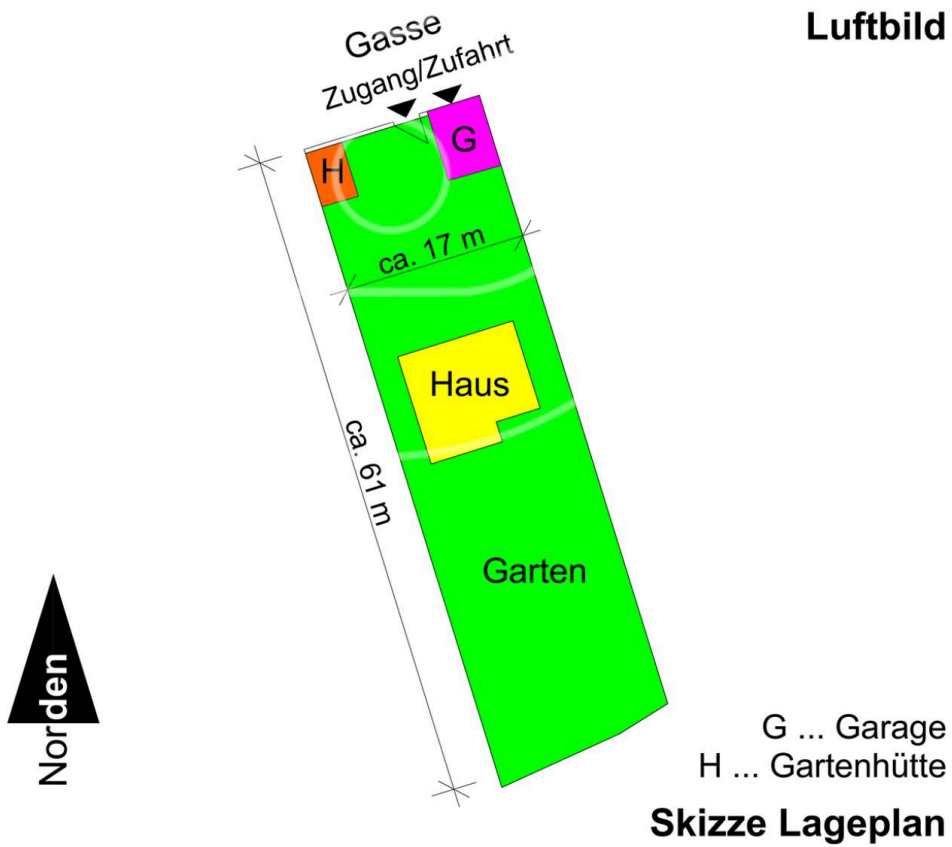 Luftbild
Gasse
Zugang/Zufahrt
G
H
ca. 17 m
Haus
ca. 61 m
Garten
Norden
G ... Garage
H ... Gartenhütte
Skizze Lageplan